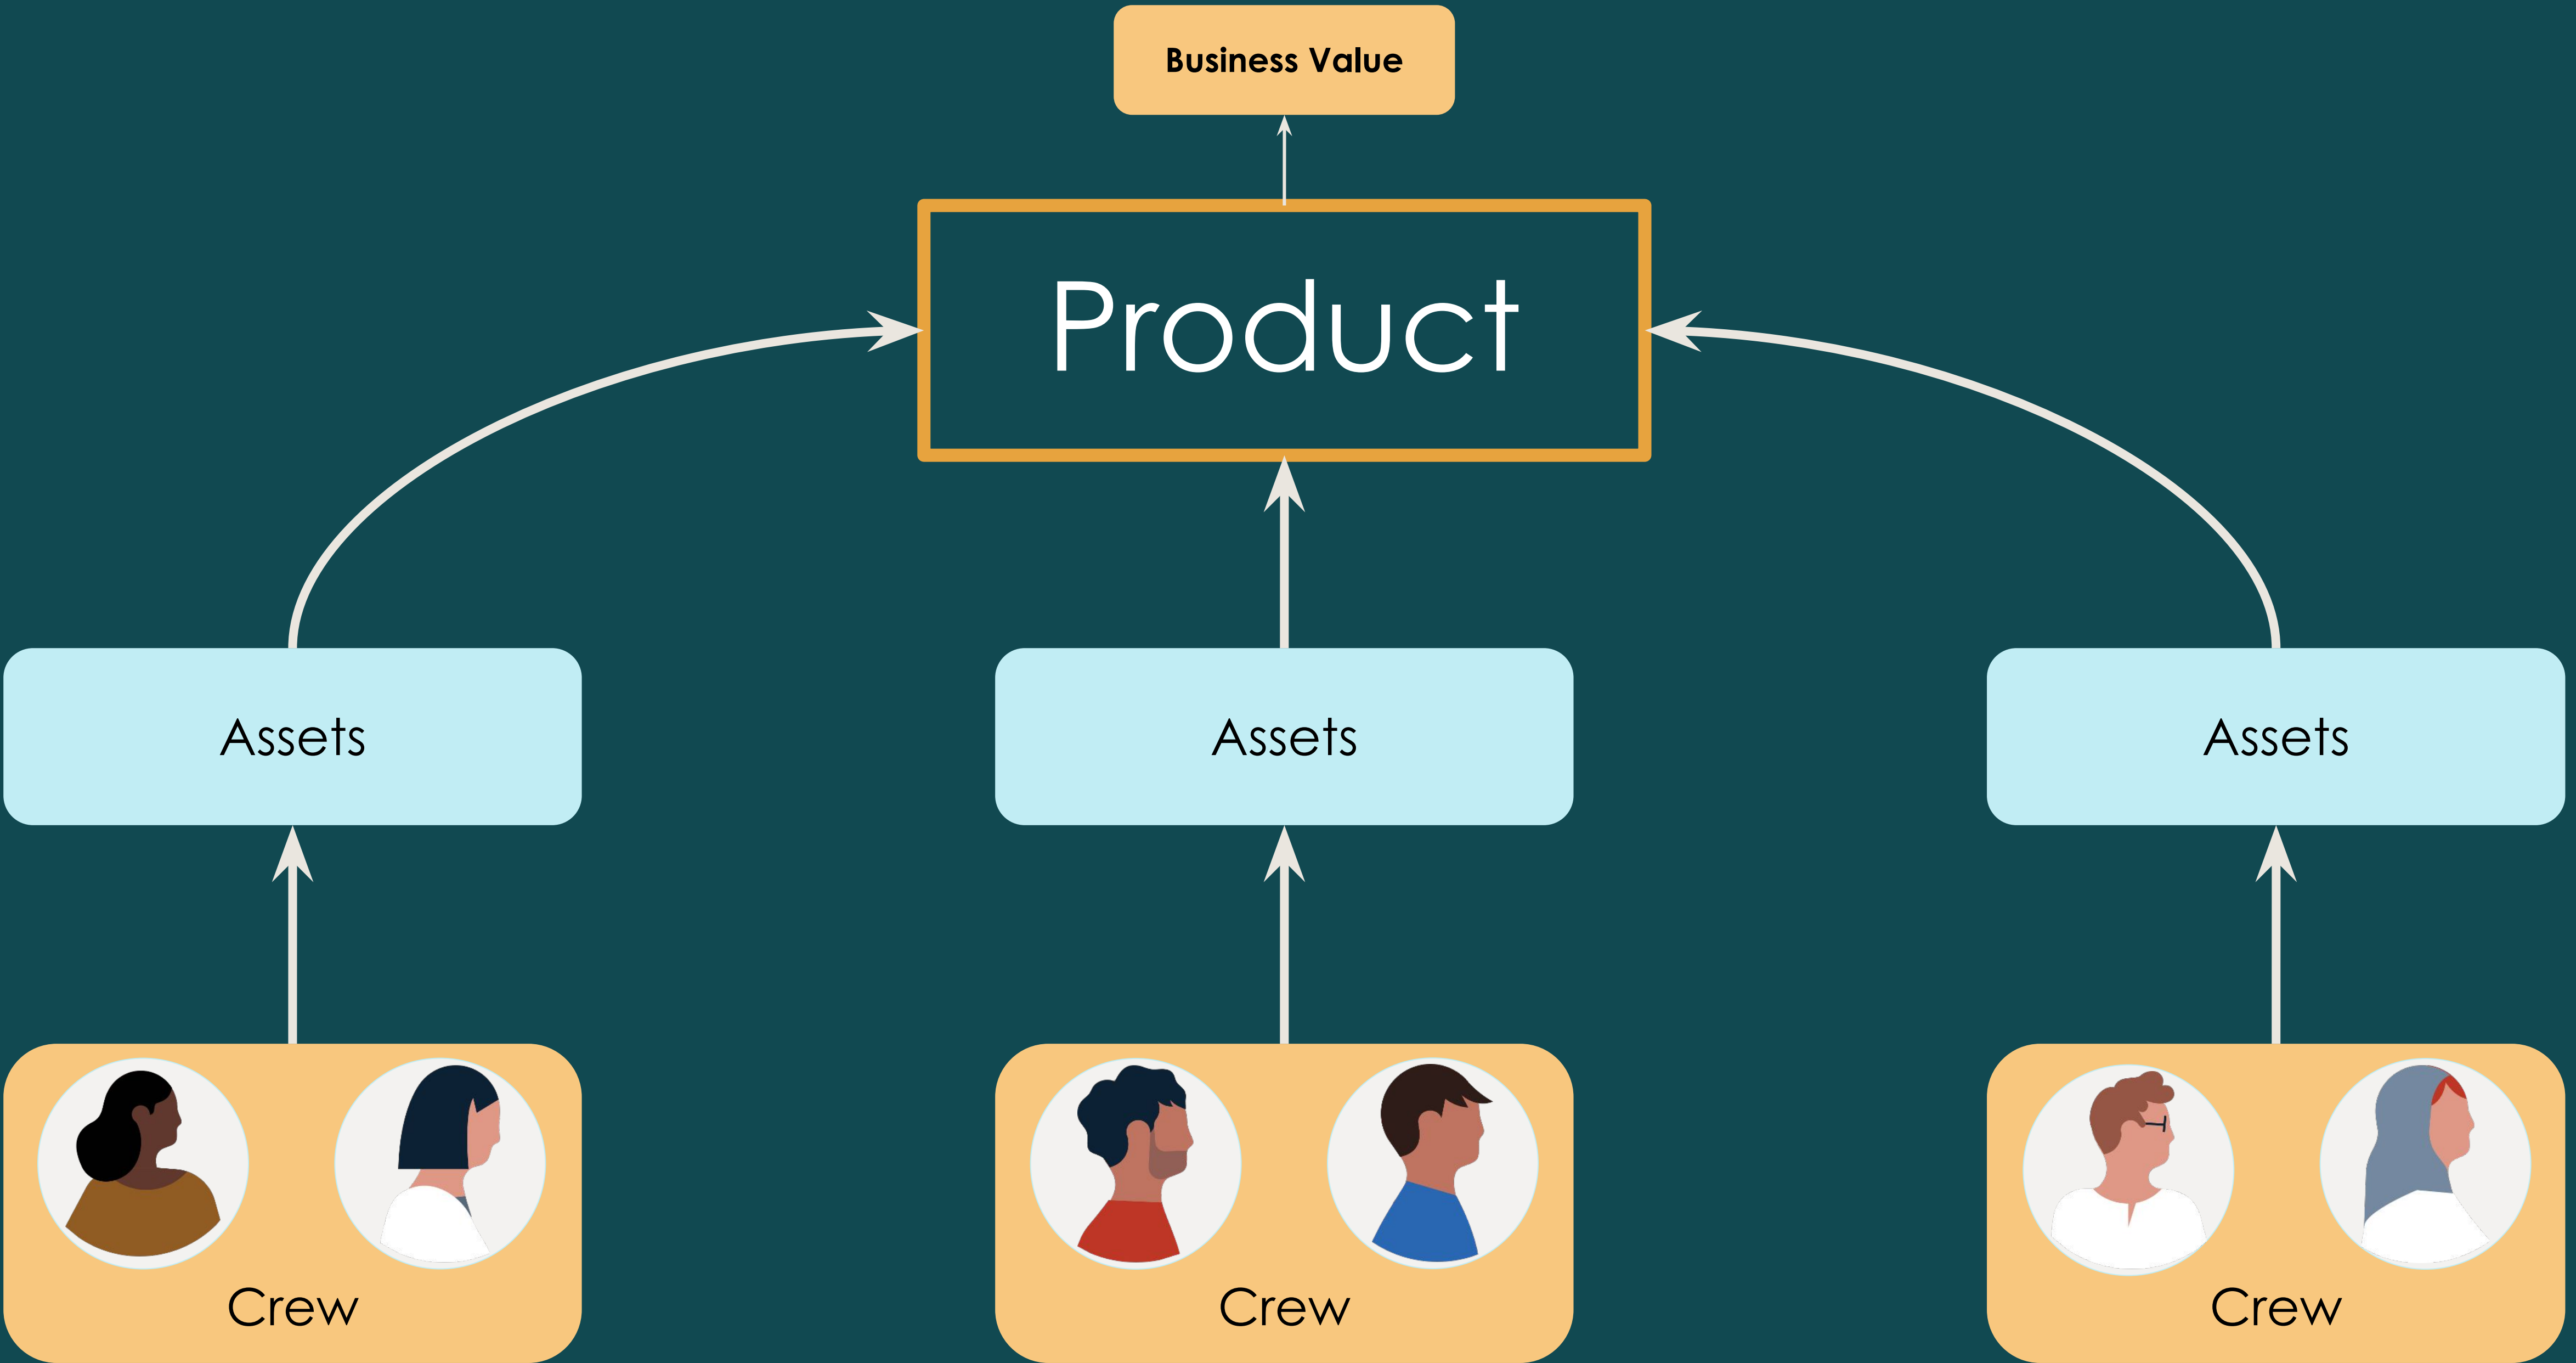 Business Value
Product
Assets
Assets
Assets
Crew
Crew
Crew